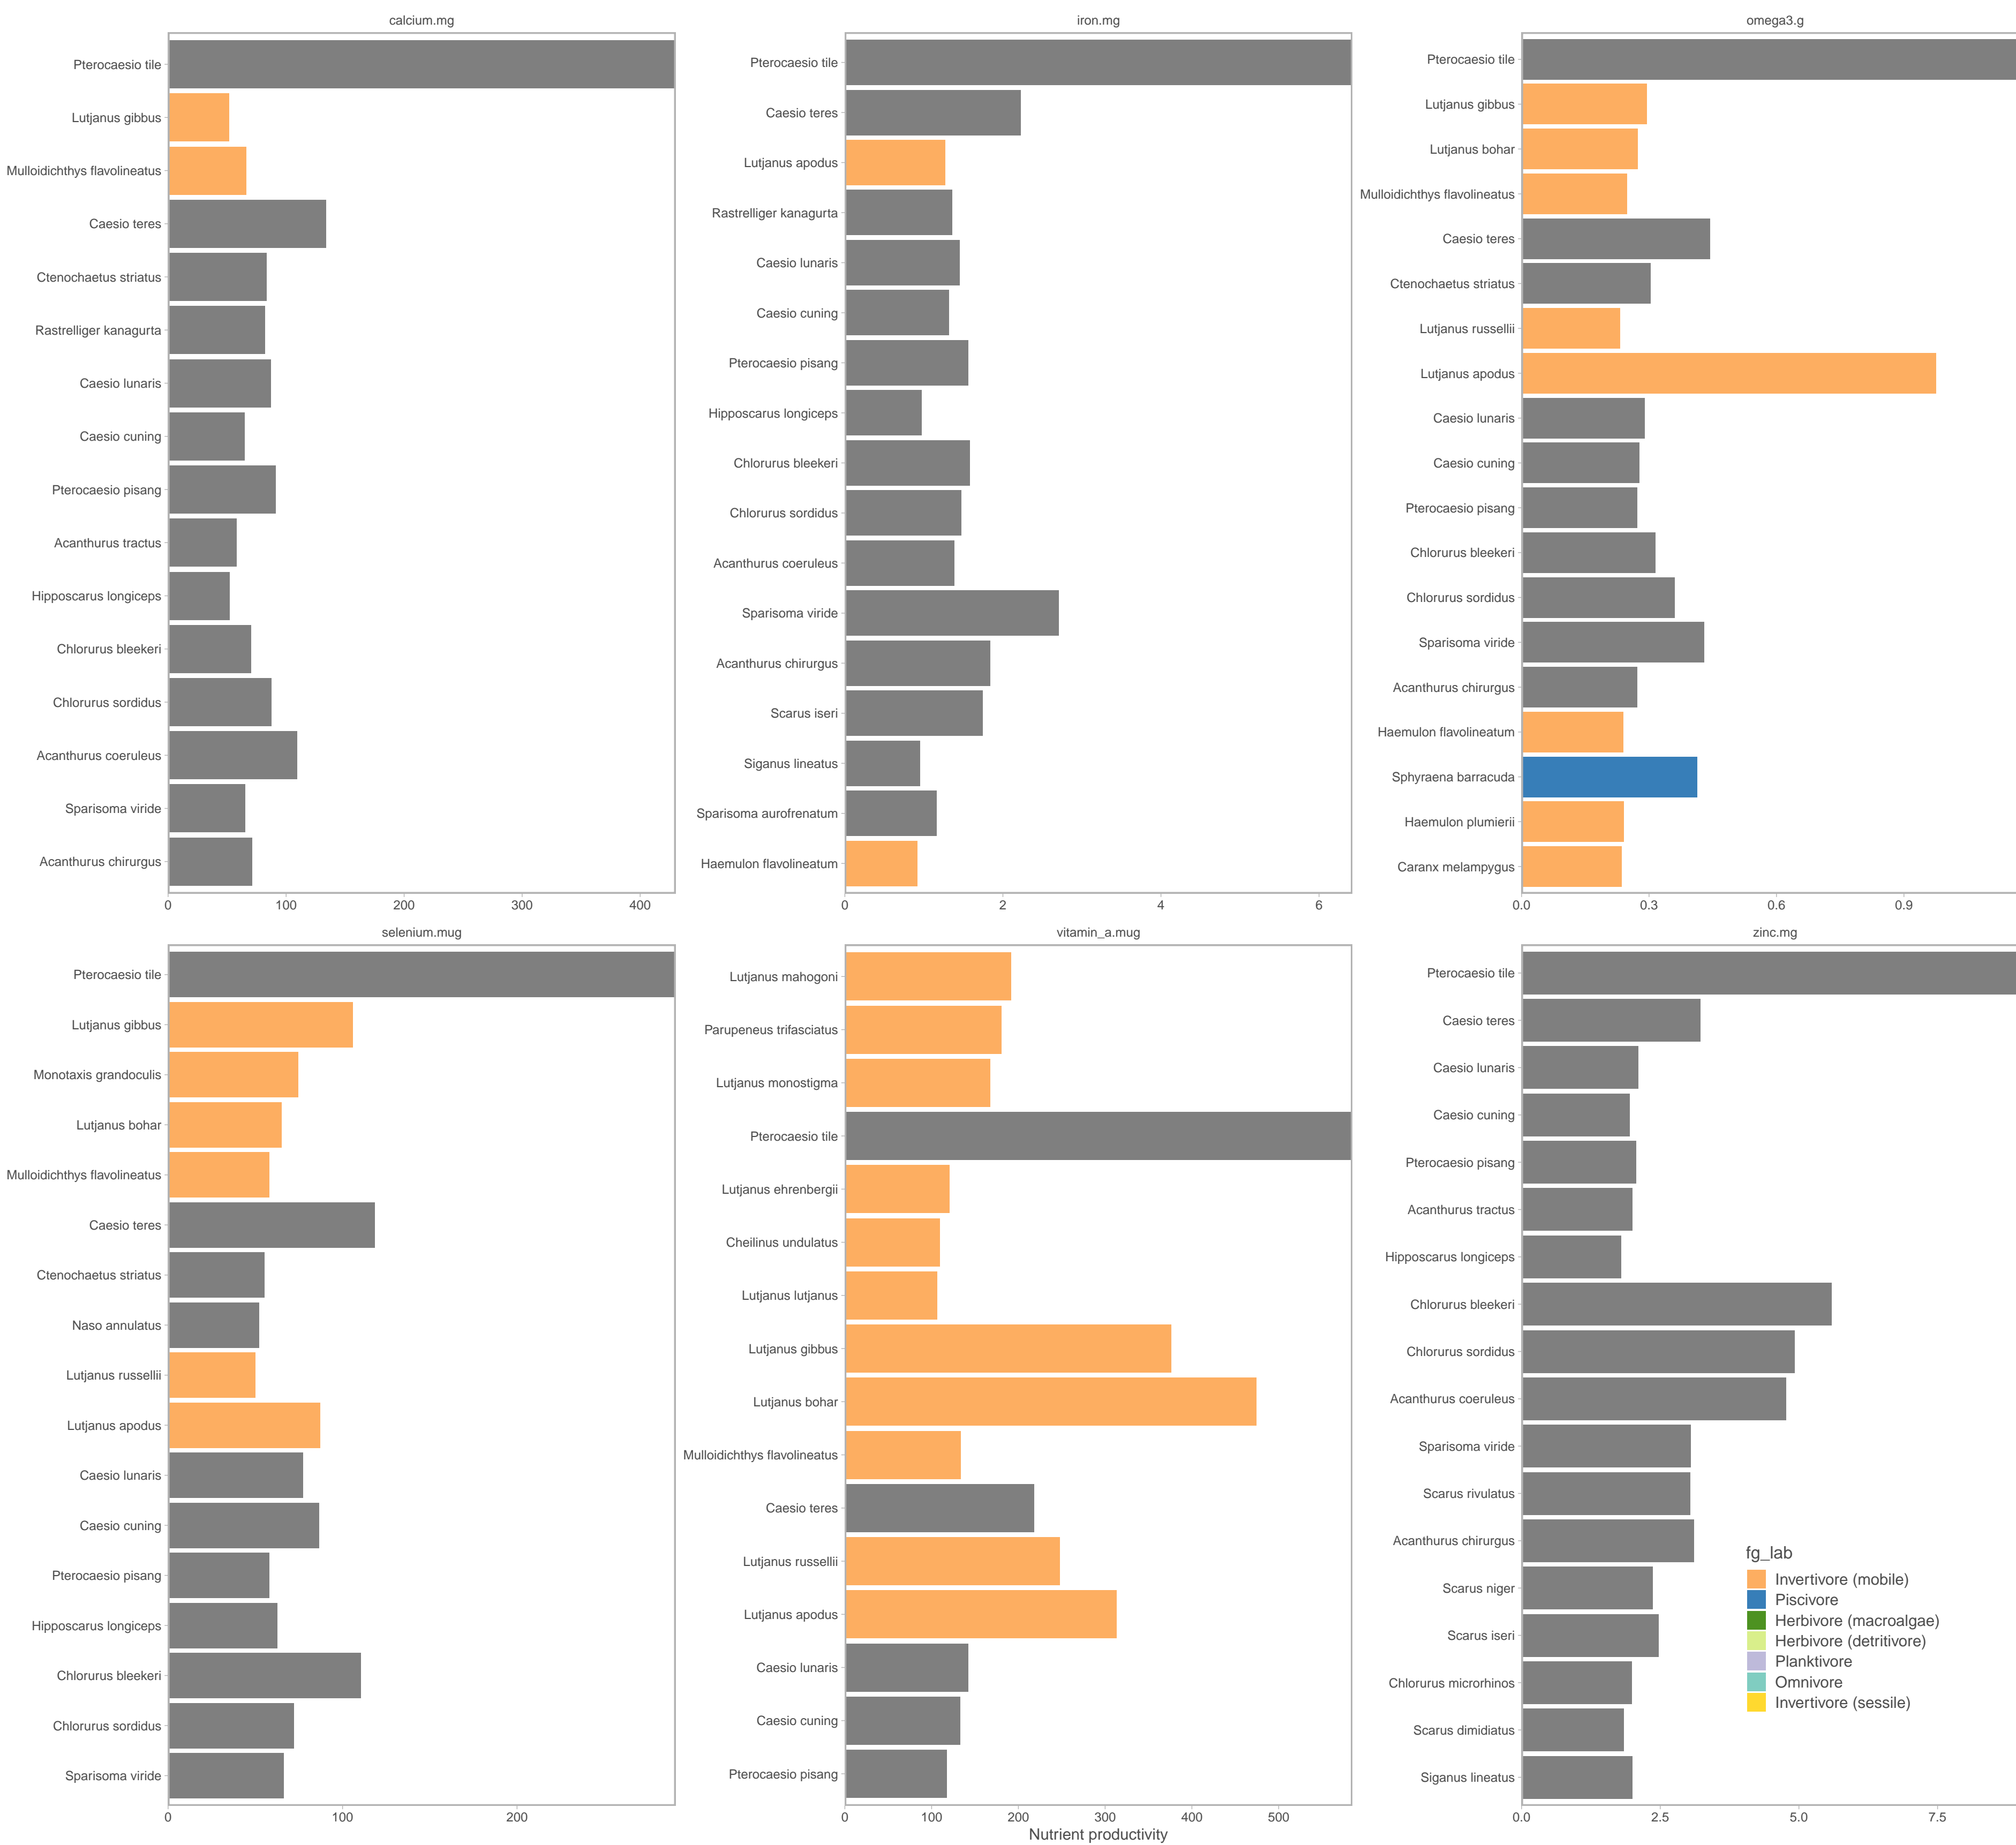 calcium.mg
Pterocaesio tile
Lutjanus gibbus
Mulloidichthys flavolineatus
Caesio teres
Ctenochaetus striatus
Rastrelliger kanagurta
Caesio lunaris
Caesio cuning
Pterocaesio pisang
Acanthurus tractus
Hipposcarus longiceps
Chlorurus bleekeri
Chlorurus sordidus
Acanthurus coeruleus
Sparisoma viride
Acanthurus chirurgus
0 100 200 300 400
iron.mg
Pterocaesio tile
Caesio teres
Lutjanus apodus
Rastrelliger kanagurta
Caesio lunaris
Caesio cuning
Pterocaesio pisang
Hipposcarus longiceps
Chlorurus bleekeri
Chlorurus sordidus
Acanthurus coeruleus
Sparisoma viride
Acanthurus chirurgus
Scarus iseri
Siganus lineatus
Sparisoma aurofrenatum
Haemulon flavolineatum
0 2 4 6
omega3.g
Pterocaesio tile
Lutjanus gibbus
Lutjanus bohar
Mulloidichthys flavolineatus
Caesio teres
Ctenochaetus striatus
Lutjanus russellii
Lutjanus apodus
Caesio lunaris
Caesio cuning
Pterocaesio pisang
Chlorurus bleekeri
Chlorurus sordidus
Sparisoma viride
Acanthurus chirurgus
Haemulon flavolineatum
Sphyraena barracuda
Haemulon plumierii
Caranx melampygus
0.0 0.3 0.6 0.9
selenium.mug
Pterocaesio tile
Lutjanus gibbus
Monotaxis grandoculis
Lutjanus bohar
Mulloidichthys flavolineatus
Caesio teres
Ctenochaetus striatus
Naso annulatus
Lutjanus russellii
Lutjanus apodus
Caesio lunaris
Caesio cuning
Pterocaesio pisang
Hipposcarus longiceps
Chlorurus bleekeri
Chlorurus sordidus
Sparisoma viride
0 100 200
vitamin_a.mug
Lutjanus mahogoni
Parupeneus trifasciatus
Lutjanus monostigma
Pterocaesio tile
Lutjanus ehrenbergii
Cheilinus undulatus
Lutjanus lutjanus
Lutjanus gibbus
Lutjanus bohar
Mulloidichthys flavolineatus
Caesio teres
Lutjanus russellii
Lutjanus apodus
Caesio lunaris
Caesio cuning
Pterocaesio pisang
0 100 200 300 400 500
Nutrient productivity
zinc.mg
Pterocaesio tile
Caesio teres
Caesio lunaris
Caesio cuning
Pterocaesio pisang
Acanthurus tractus
Hipposcarus longiceps
Chlorurus bleekeri
Chlorurus sordidus
Acanthurus coeruleus
Sparisoma viride
Scarus rivulatus
Acanthurus chirurgus
Scarus niger
Scarus iseri
Chlorurus microrhinos
Scarus dimidiatus
Siganus lineatus
0.0 2.5 5.0 7.5
fg_lab
Invertivore (mobile)
Piscivore
Herbivore (macroalgae)
Herbivore (detritivore)
Planktivore
Omnivore
Invertivore (sessile)